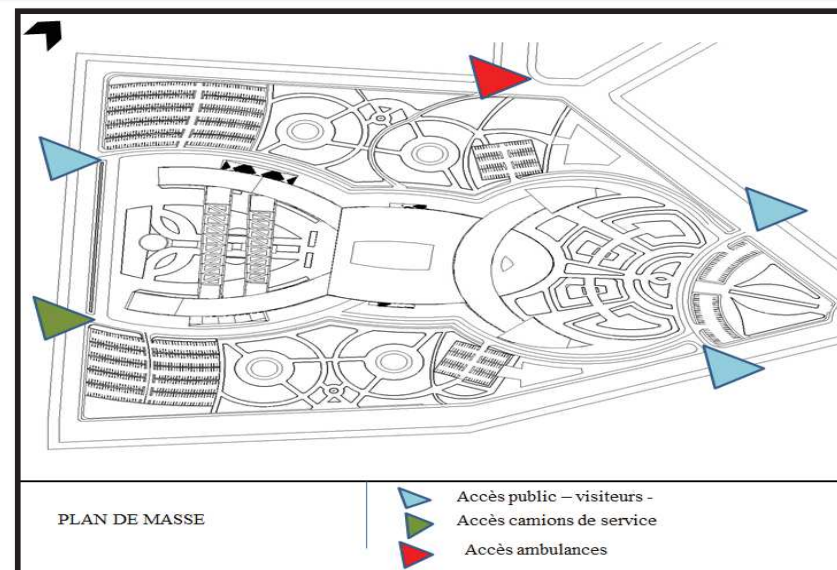 PLAN DE MASSE
Accès public – visiteurs -
Accès camions de service
Accès ambulances